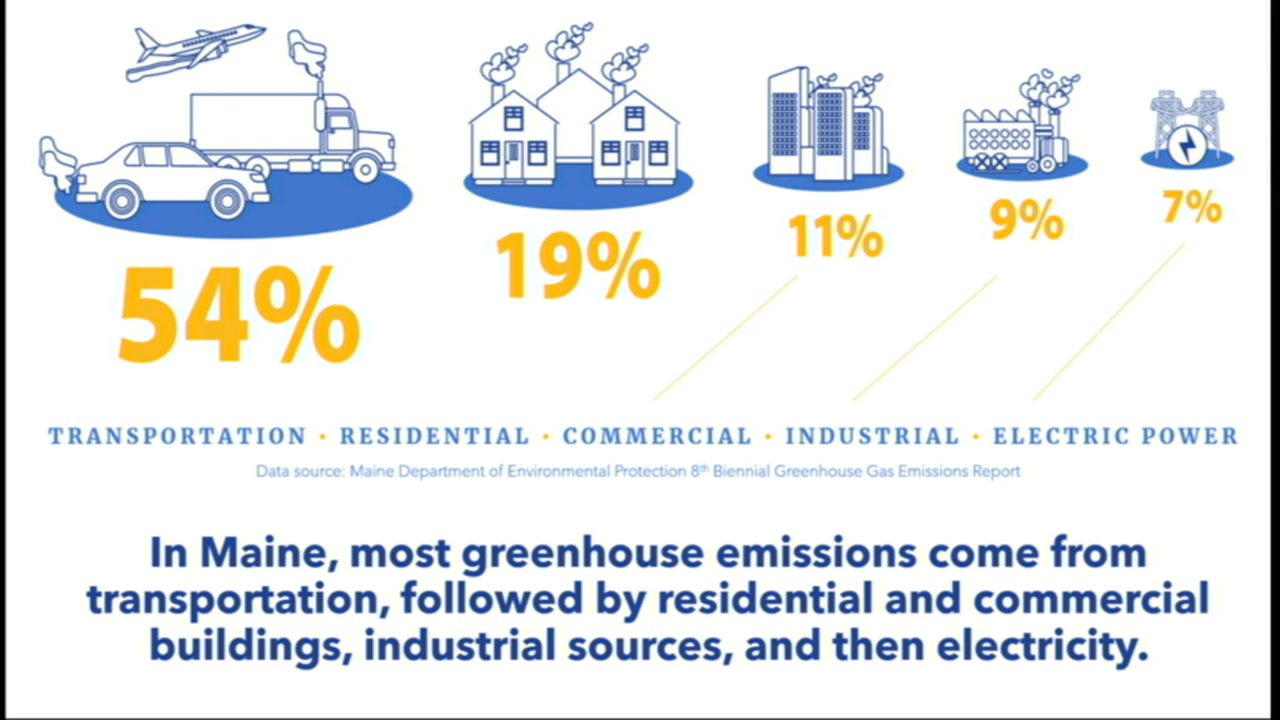 54%
19%
11%
9%
7%
TRANSPORTATION • RESIDENTIAL • COMMERCIAL • INDUSTRIAL • ELECTRIC POWER
Data source: Maine Department of Environmental Protection 8th Biennial Greenhouse Gas Emissions Report
In Maine, most greenhouse emissions come from
transportation, followed by residential and commercial
buildings, industrial sources, and then electricity.